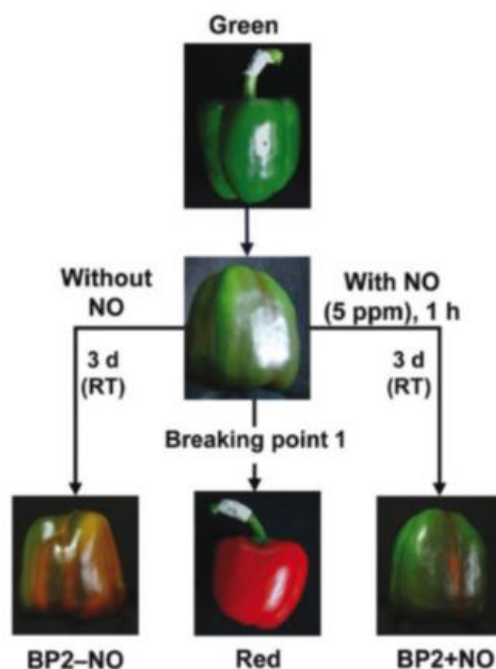 Green
Without
NO
With NO
(5 ppm), 1 h
3 d
(RT)
3 d
(RT)
Breaking point 1
BP2–NO
Red
BP2+NO